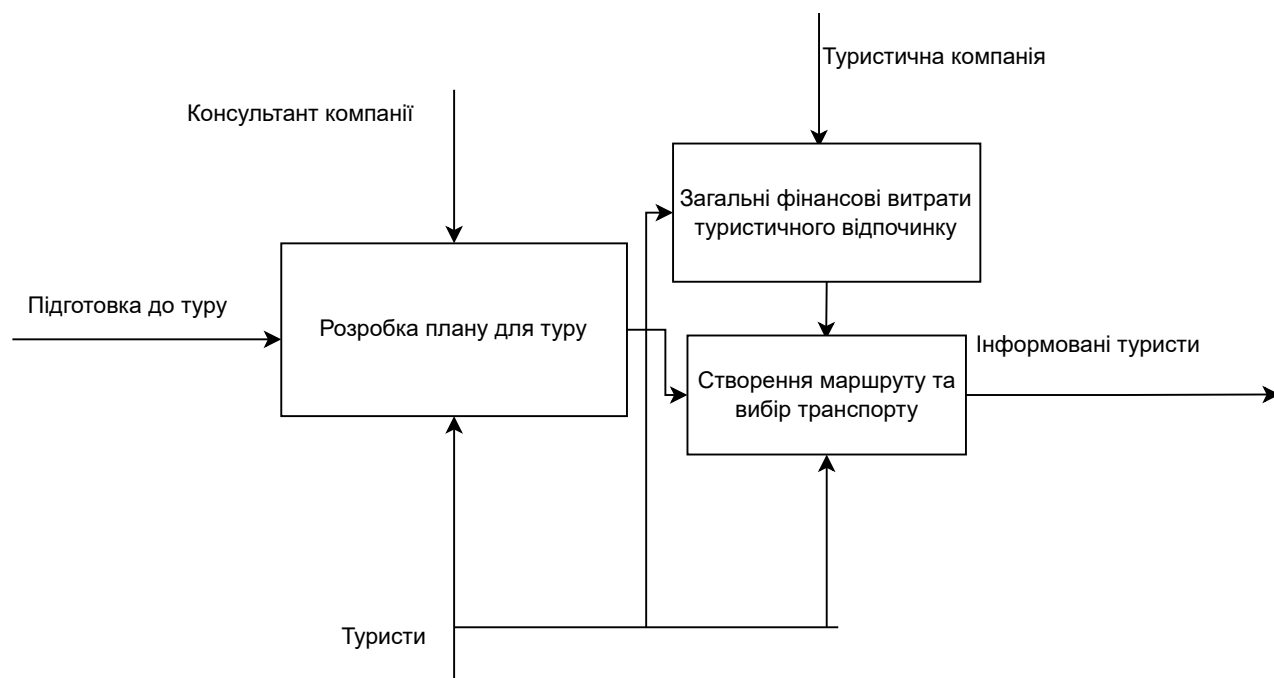 Туристична компанія
Консультант компанії
Загальні фінансові витрати
туристичного відпочинку
Підготовка до туру
Розробка плану для туру
Інформовані туристи
Створення маршруту та
вибір транспорту
Туристи